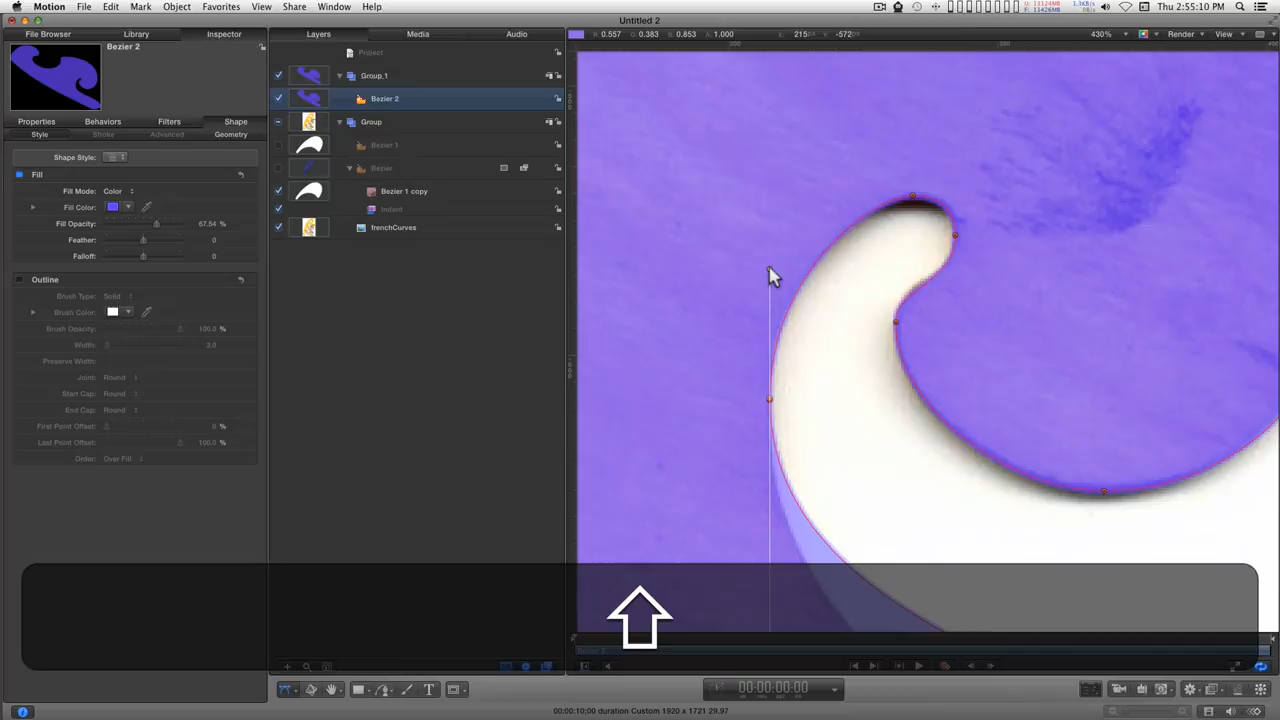 Motion File Edit Mark Object Favorites View Share Window Help
Thu 2:55:10 PM
Untitled 2
File Browser Library Inspector Layers Media Audio
R: 0.557 G: 0.383 B: 0.853 A: 1.000 X: 215px Y: -572px 430% Render View
Bezier 2
Project
Group_1
Bezier 2
Properties Behaviors Filters Shape
Group
Style Stroke Advanced Geometry
Bezier 1
Shape Style:
Bezier
Fill
Fill Mode: Color
Bezier 1 copy
Fill Color:
Indent
Fill Opacity: 67.54 %
frenchCurves
Feather: 0
Falloff: 0
Outline
Brush Type: Solid
Brush Color:
Brush Opacity: 100.0 %
Width: 2.0
Preserve Width:
Joint: Round
Start Cap: Round
End Cap: Round
First Point Offset: 0 %
Last Point Offset: 100.0 %
Order: Over Fill
Bezier 2
T 00:00:00:00
00:00:10;00 duration Custom 1920 x 1721 29.97